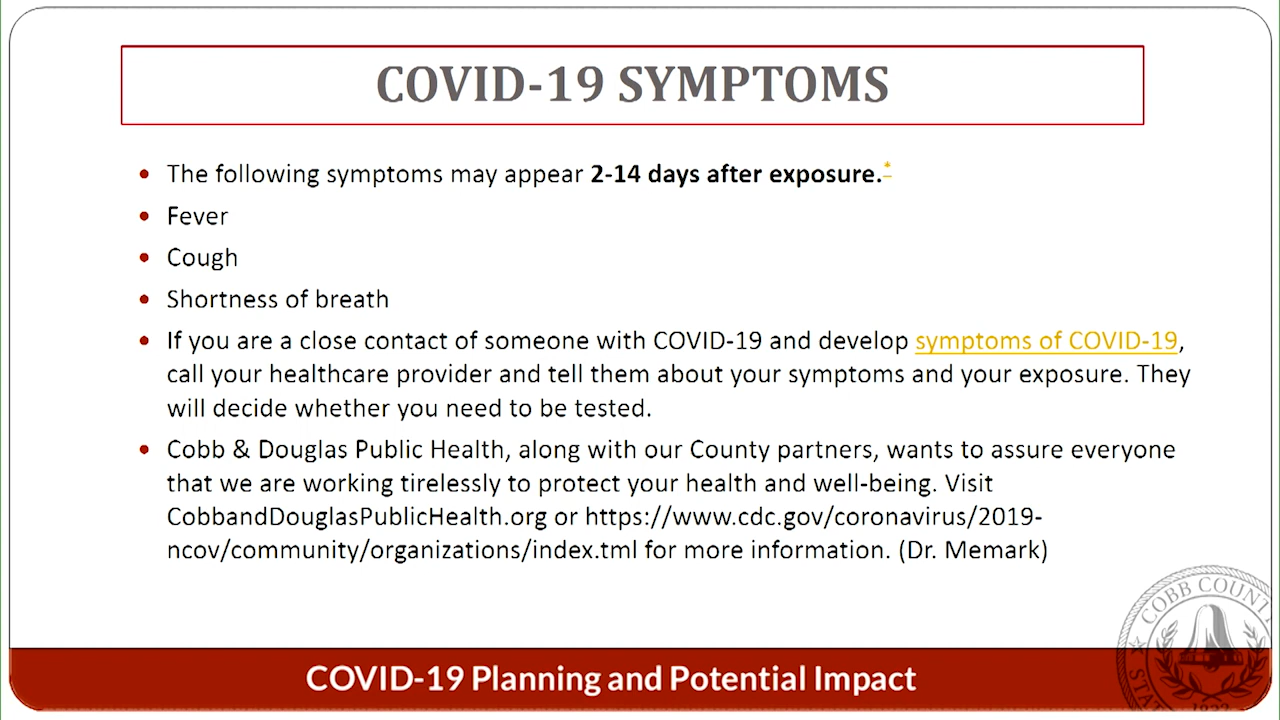 COVID-19 SYMPTOMS
• The following symptoms may appear 2-14 days after exposure.*
• Fever
• Cough
• Shortness of breath
• If you are a close contact of someone with COVID-19 and develop symptoms of COVID-19,
call your healthcare provider and tell them about your symptoms and your exposure. They
will decide whether you need to be tested.
• Cobb & Douglas Public Health, along with our County partners, wants to assure everyone
that we are working tirelessly to protect your health and well-being. Visit
CobbandDouglasPublicHealth.org or https://www.cdc.gov/coronavirus/2019-
ncov/community/organizations/index.tml for more information. (Dr. Memark)
COBB COUNT
STAT
COVID-19 Planning and Potential Impact